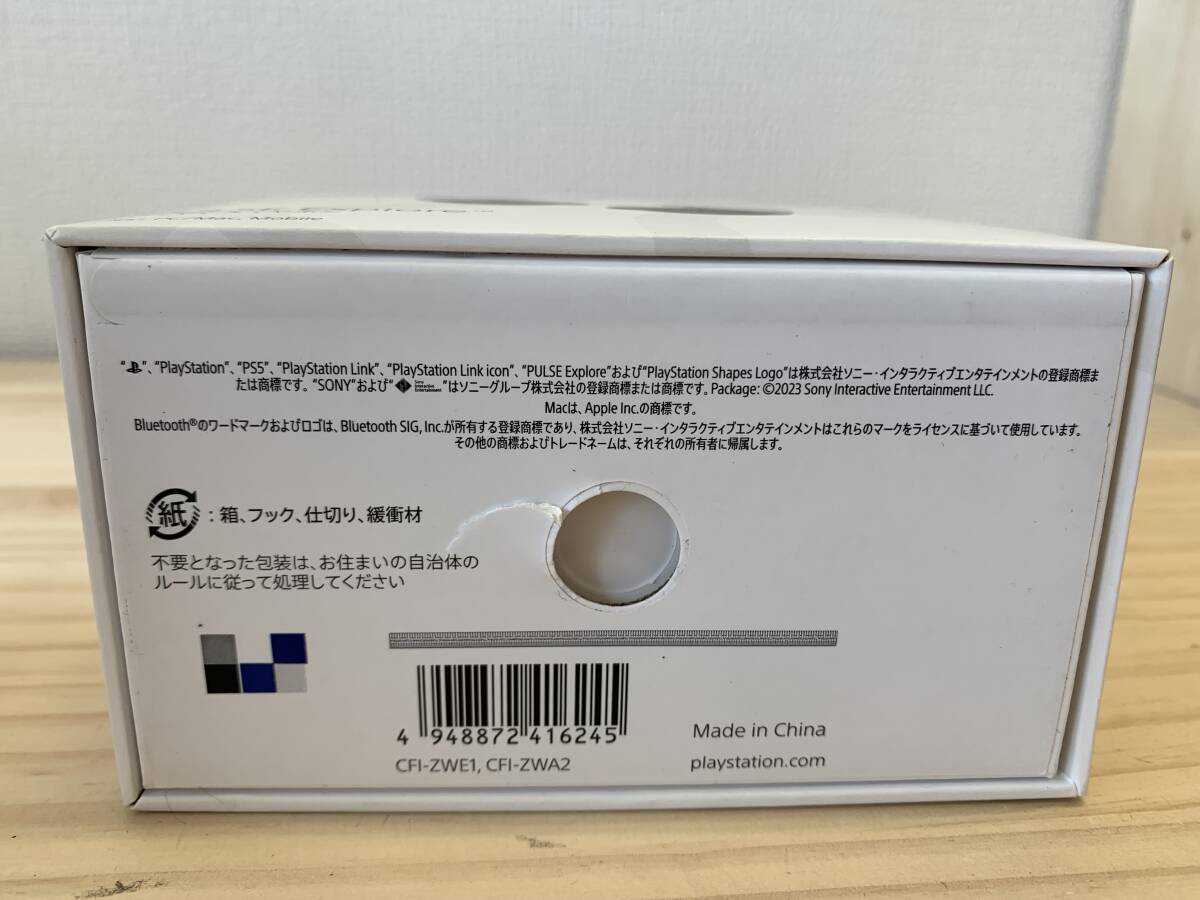 Explore™
PC/Mac, Mobile
“ ”、“PlayStation”、“PS5”、“PlayStation Link”、“PlayStation Link icon”、“PULSE Explore”および“PlayStation Shapes Logo”は株式会社ソニー・インタラクティブエンタテインメントの登録商標ま
たは商標です。“SONY”および“ Sony Interactive Entertainment”はソニーグループ株式会社の登録商標または商標です。Package: ©2023 Sony Interactive Entertainment LLC.
Macは、Apple Inc.の商標です。
Bluetooth®のワードマークおよびロゴは、Bluetooth SIG, Inc.が所有する登録商標であり、株式会社ソニー・インタラクティブエンタテインメントはこれらのマークをライセンスに基づいて使用しています。
その他の商標およびトレードネームは、それぞれの所有者に帰属します。
紙：箱、フック、仕切り、緩衝材
不要となった包装は、お住まいの自治体の
ルールに従って処理してください
4 948872 416245
CFI-ZWE1, CFI-ZWA2
Made in China
playstation.com